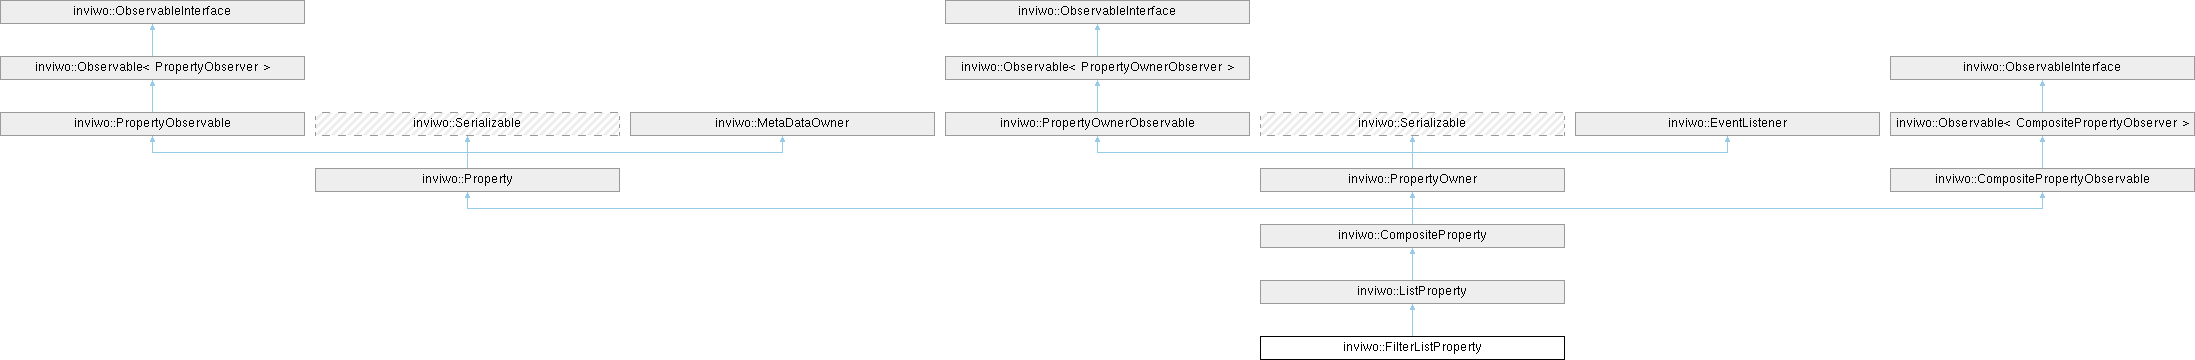 inviwo::ObservableInterface
inviwo::ObservableInterface
inviwo::Observable< PropertyObserver >
inviwo::Observable< PropertyOwnerObserver >
inviwo::ObservableInterface
inviwo::PropertyObservable
inviwo::Serializable
inviwo::MetaDataOwner
inviwo::PropertyOwnerObservable
inviwo::Serializable
inviwo::EventListener
inviwo::Observable< CompositePropertyObserver >
inviwo::Property
inviwo::PropertyOwner
inviwo::CompositePropertyObservable
inviwo::CompositeProperty
inviwo::ListProperty
inviwo::FilterListProperty